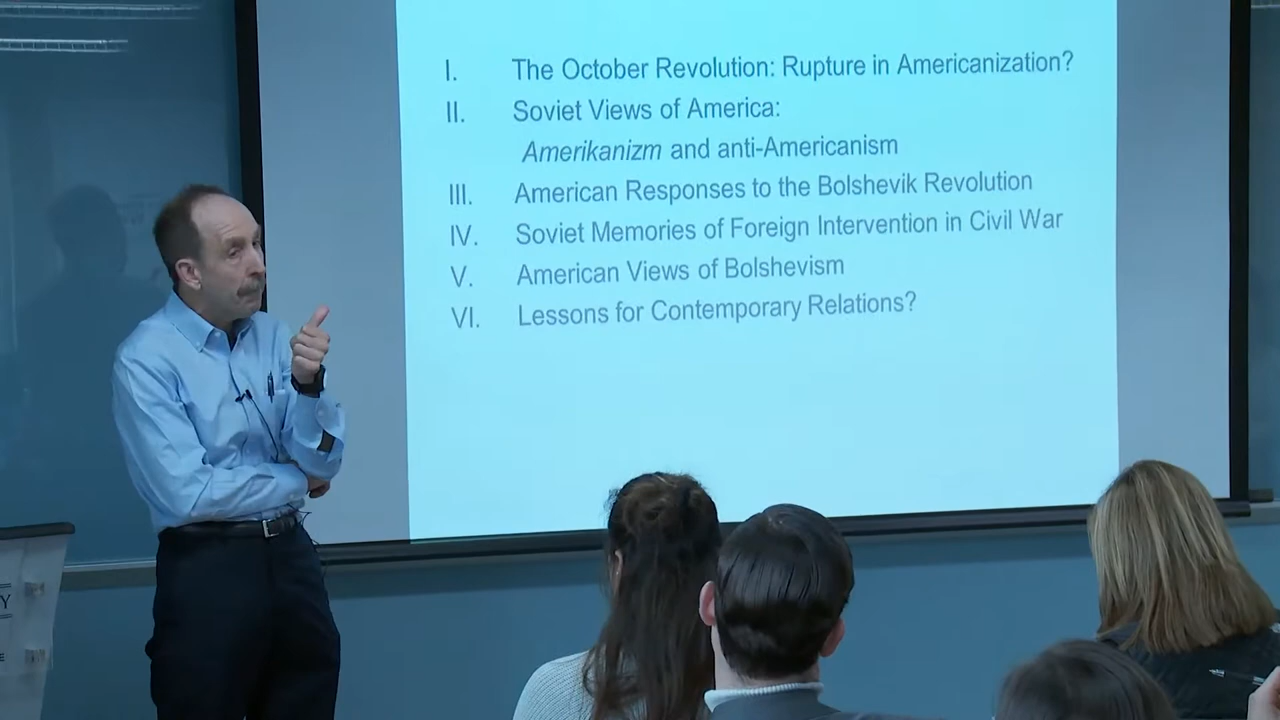 I. The October Revolution: Rupture in Americanization?
II. Soviet Views of America:
Amerikanizm and anti-Americanism
III. American Responses to the Bolshevik Revolution
IV. Soviet Memories of Foreign Intervention in Civil War
V. American Views of Bolshevism
VI. Lessons for Contemporary Relations?
Y
E